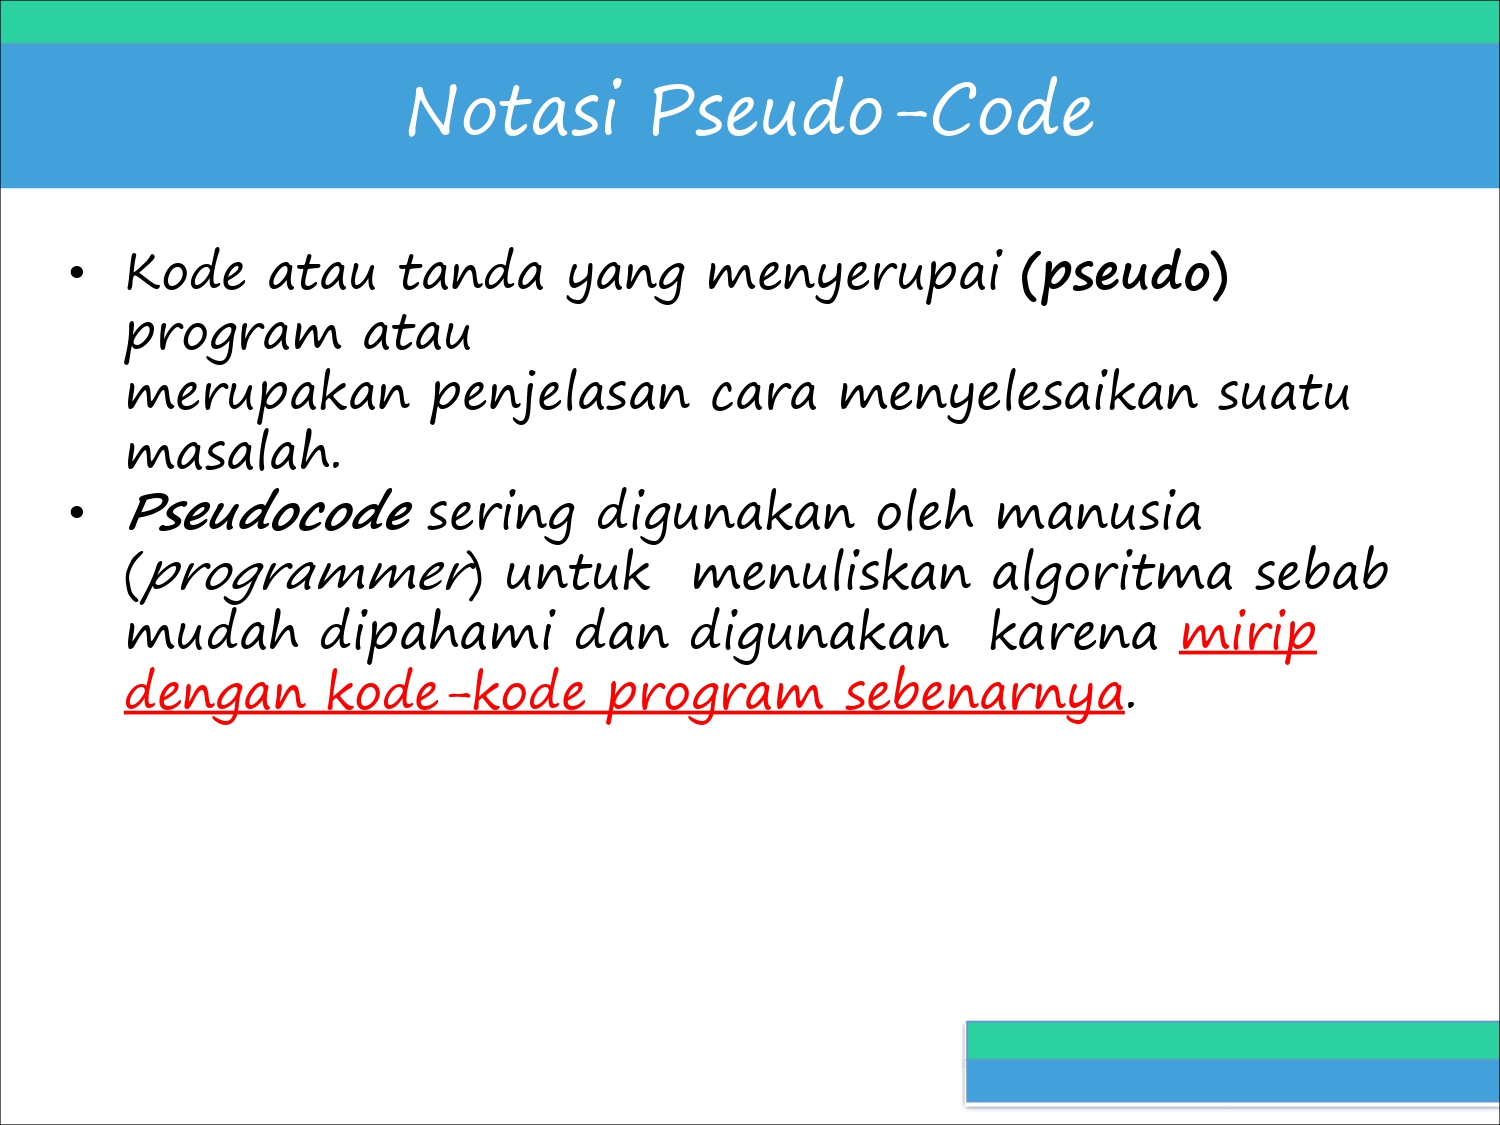 Notasi Pseudo-Code
• Kode atau tanda yang menyerupai (pseudo)
program atau
merupakan penjelasan cara menyelesaikan suatu
masalah.
• Pseudocode sering digunakan oleh manusia
(programmer) untuk menuliskan algoritma sebab
mudah dipahami dan digunakan karena mirip
dengan kode-kode program sebenarnya.